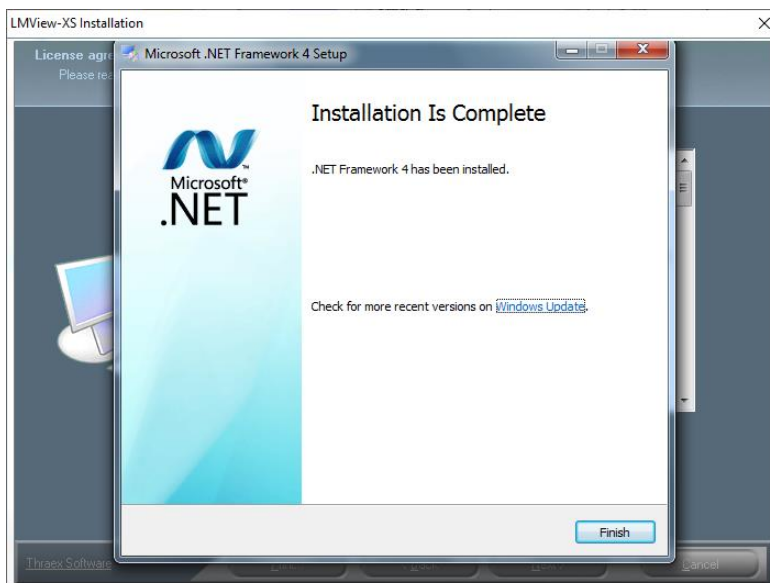 LMView-XS Installation
License agre
Please rea
Microsoft .NET Framework 4 Setup
Installation Is Complete
.NET Framework 4 has been installed.
Microsoft®
.NET
Check for more recent versions on Windows Update.
Finish
Thraex Software
Cancel